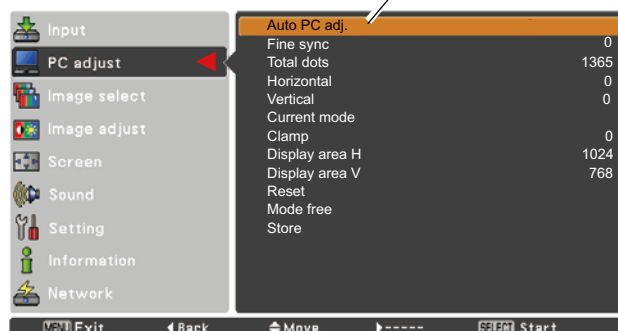 Input
PC adjust
Image select
Image adjust
Screen
Sound
Setting
Information
Network
Auto PC adj.
Fine sync 0
Total dots 1365
Horizontal 0
Vertical 0
Current mode
Clamp 0
Display area H 1024
Display area V 768
Reset
Mode free
Store
MENU Exit Back Move ----- SELECT Start